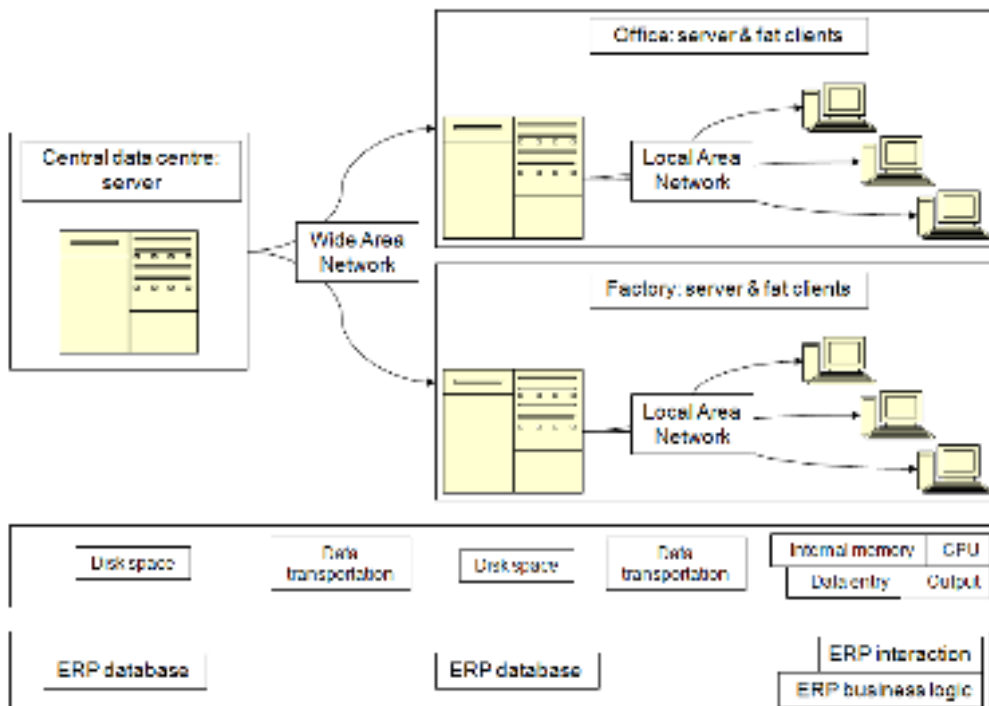 Office: server & fat clients
Central data centre:
server
Local Area
Network
Wide Area
Network
Factory: server & fat clients
Local Area
Network
Disk space
Data
transportation
Disk space
Data
transportation
Internal memory
CPU
Data entry
Output
ERP database
ERP database
ERP interaction
ERP business logic